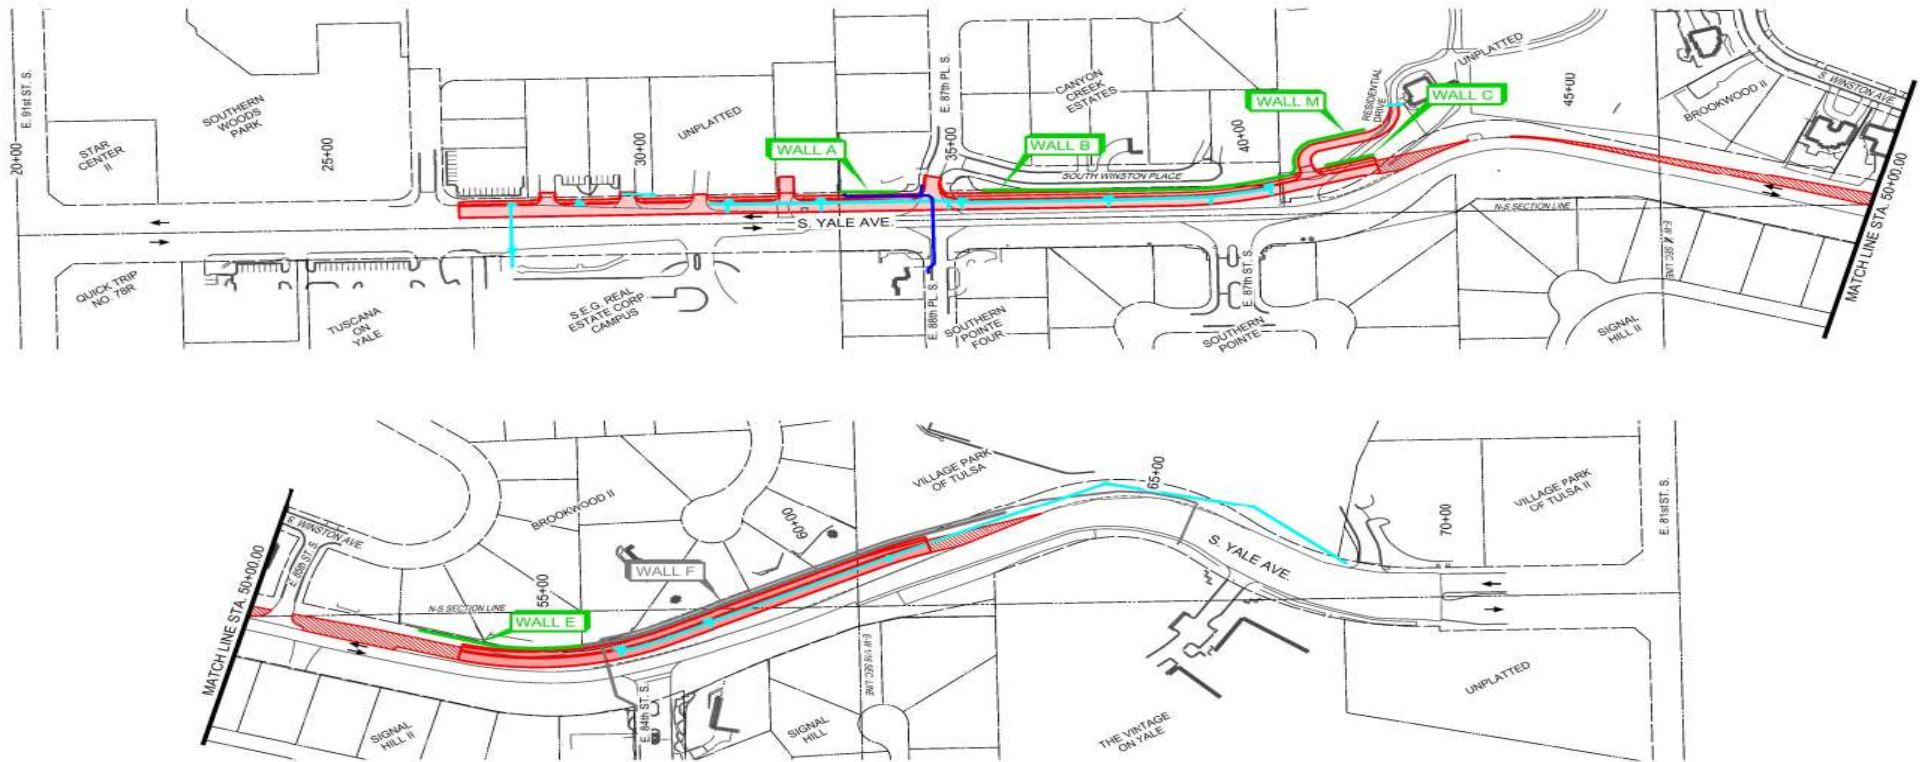 E. 91st ST. S.
20+00
STAR
CENTER
II
SOUTHERN
WOODS
PARK
25+00
30+00
UNPLATTED
WALL A
E. 87th PL. S.
35+00
CANYON
CREEK
ESTATES
WALL B
SOUTH WINSTON PLACE
40+00
WALL M
RESIDENTIAL
DRIVE
WALL C
UNPLATTED
45+00
BROOKWOOD II
S. WINSTON AVE.
MATCH LINE STA. 50+00.00
S. YALE AVE.
N-S SECTION LINE
QUICK TRIP
NO. 78R
TUSCANA
ON
YALE
S.E.G. REAL
ESTATE CORP
CAMPUS
E. 88th PL. S.
SOUTHERN
POINTE
FOUR
E. 87th ST. S.
SOUTHERN
POINTE
SIGNAL
HILL II
MATCH LINE STA. 50+00.00
S WINSTON AVE.
E. 85th ST. S.
BROOKWOOD II
N-S SECTION LINE
55+00
WALL E
WALL F
60+00
VILLAGE PARK
OF TULSA
65+00
S. YALE AVE.
70+00
VILLAGE PARK
OF TULSA II
E. 81st ST. S.
SIGNAL
HILL II
E. 84th ST. S.
SIGNAL
HILL
E-W 1/16 SEC LINE
THE VINTAGE
ON YALE
UNPLATTED